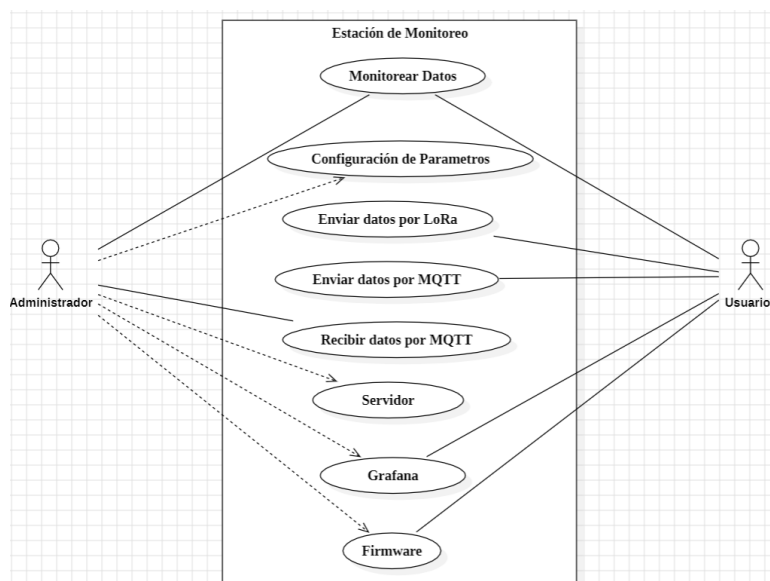 Estación de Monitoreo
Monitorear Datos
Configuración de Parametros
Enviar datos por LoRa
Enviar datos por MQTT
Administrador
Usuario
Recibir datos por MQTT
Servidor
Grafana
Firmware